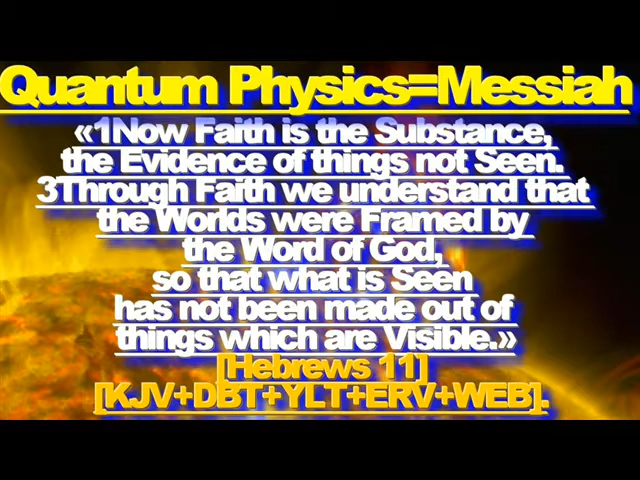 Quantum Physics=Messiah
«1Now Faith is the Substance,
the Evidence of things not Seen.
3Through Faith we understand that
the Worlds were Framed by
the Word of God,
so that what is Seen
has not been made out of
things which are Visible.»
[Hebrews 11]
[KJV+DBT+YLT+ERV+WEB].